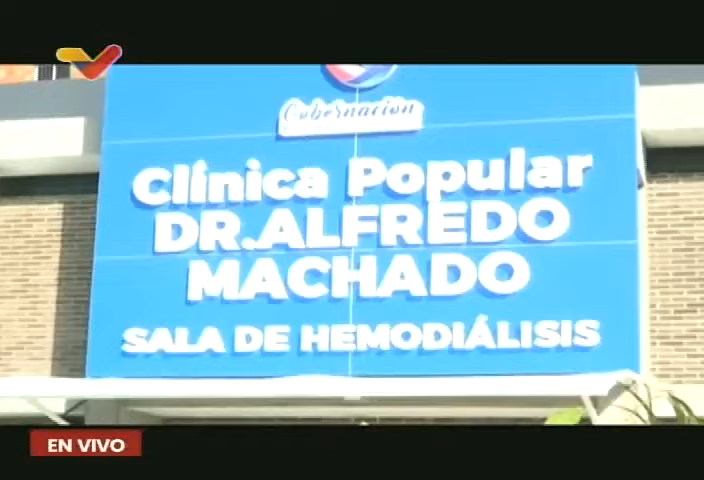 Gobernación
Clínica Popular
DR.ALFREDO
MACHADO
SALA DE HEMODIÁLISIS
EN VIVO